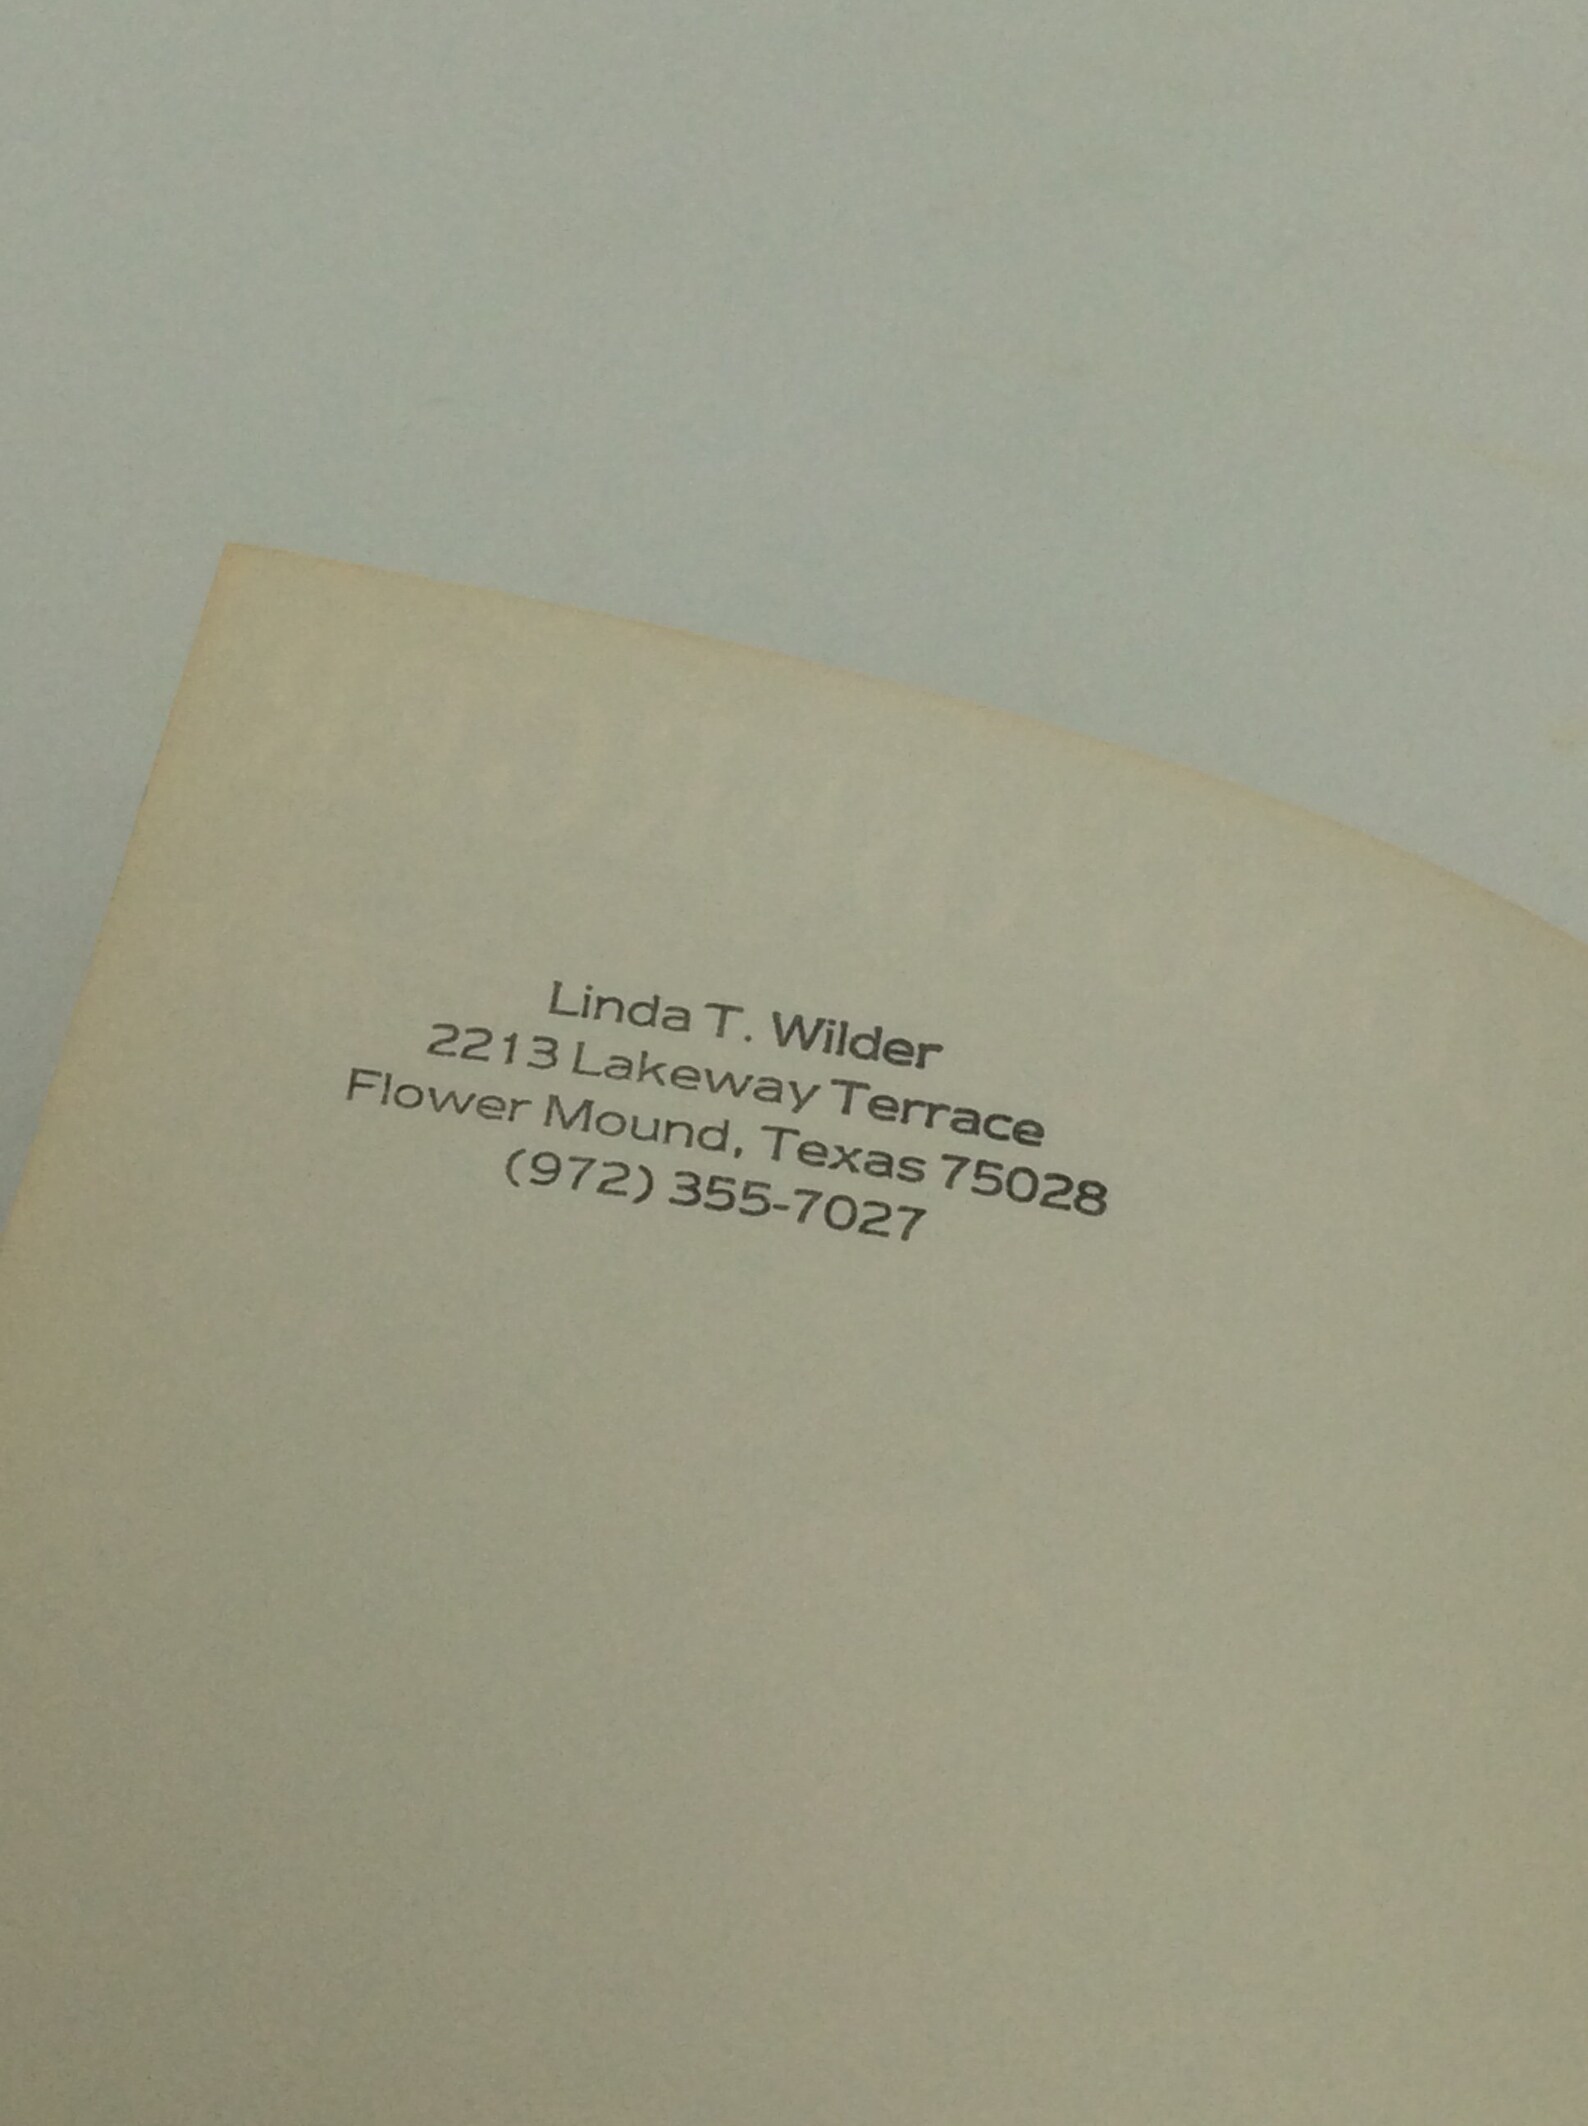 Linda T. Wilder
2213 Lakeway Terrace
Flower Mound, Texas 75028
(972) 355-7027